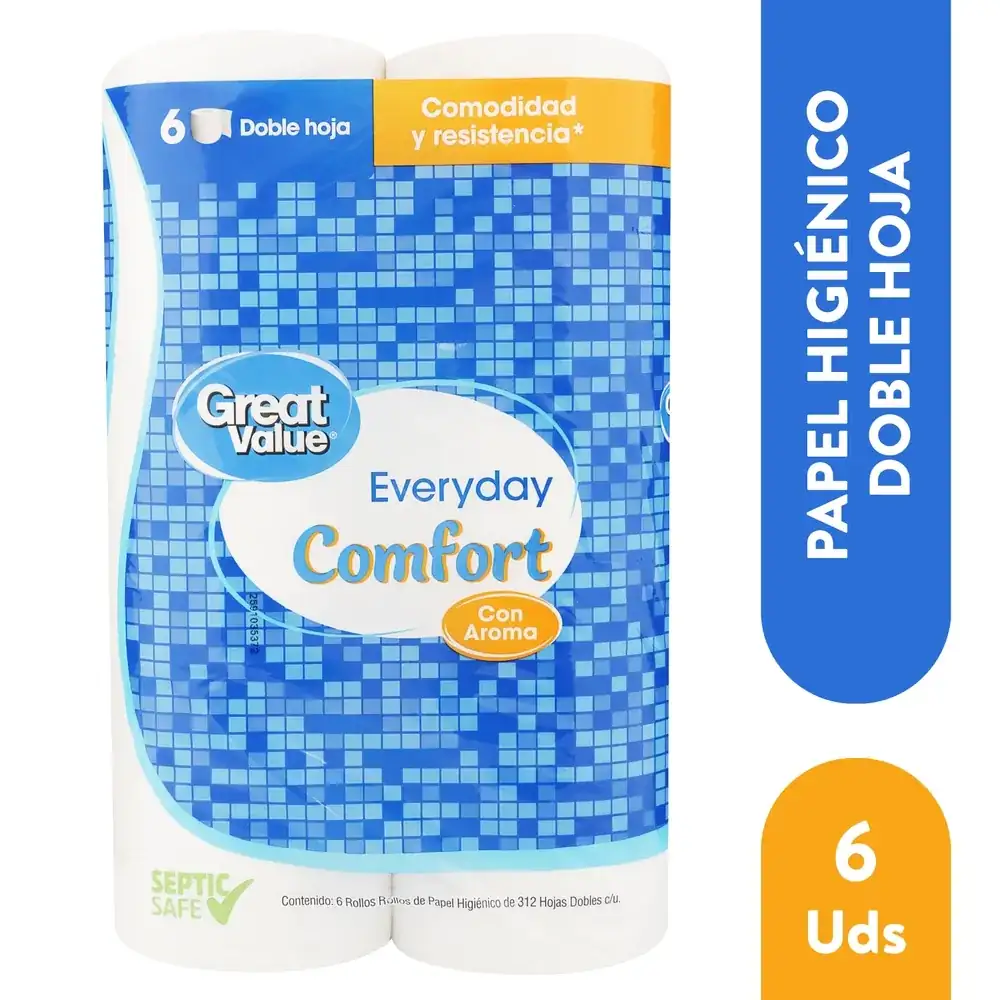 6 Doble hoja
Comodidad
y resistencia*
Great
Value®
Everyday
Comfort
Con
Aroma
2591035373
SEPTIC
SAFE
Contenido: 6 Rollos Rollos de Papel Higiénico de 312 Hojas Dobles c/u.
PAPEL HIGIÉNICO
DOBLE HOJA
6
Uds